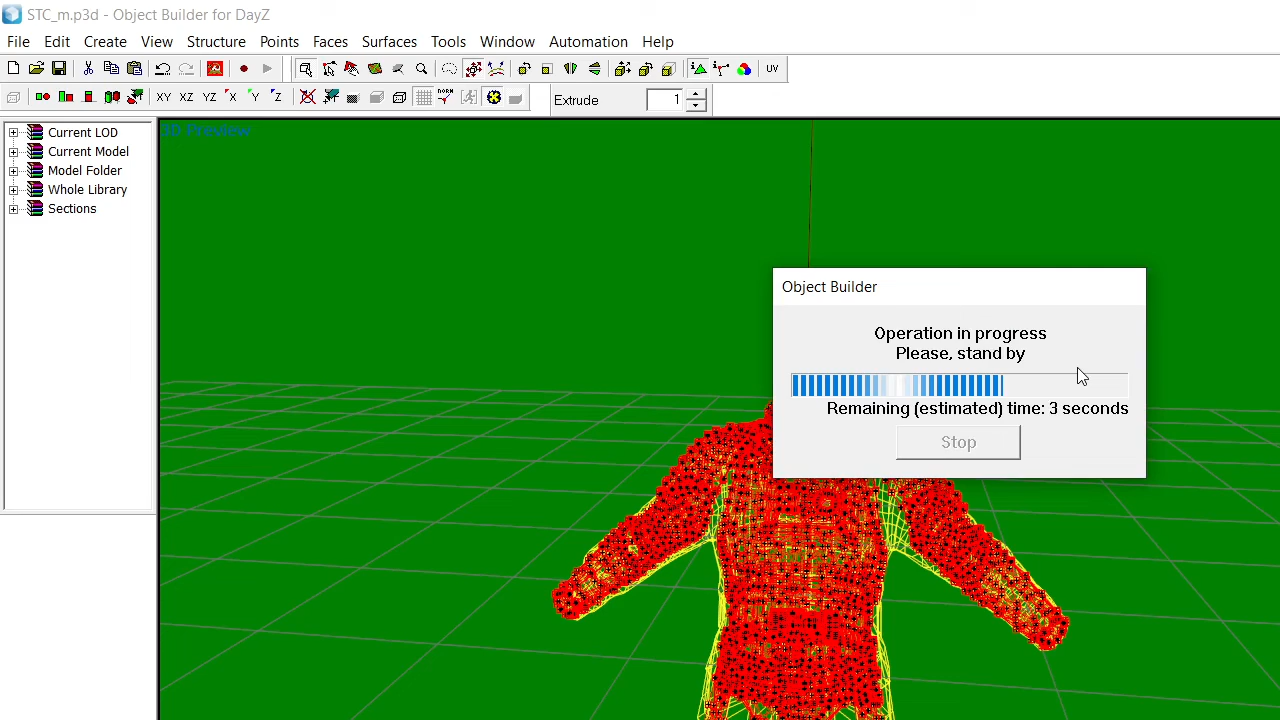 STC_m.p3d - Object Builder for DayZ
File Edit Create View Structure Points Faces Surfaces Tools Window Automation Help
UV
XY XZ YZ X Y Z NORM Extrude 1
Current LOD
Current Model
Model Folder
Whole Library
Sections
3D Preview
Object Builder
Operation in progress
Please, stand by
Remaining (estimated) time: 3 seconds
Stop